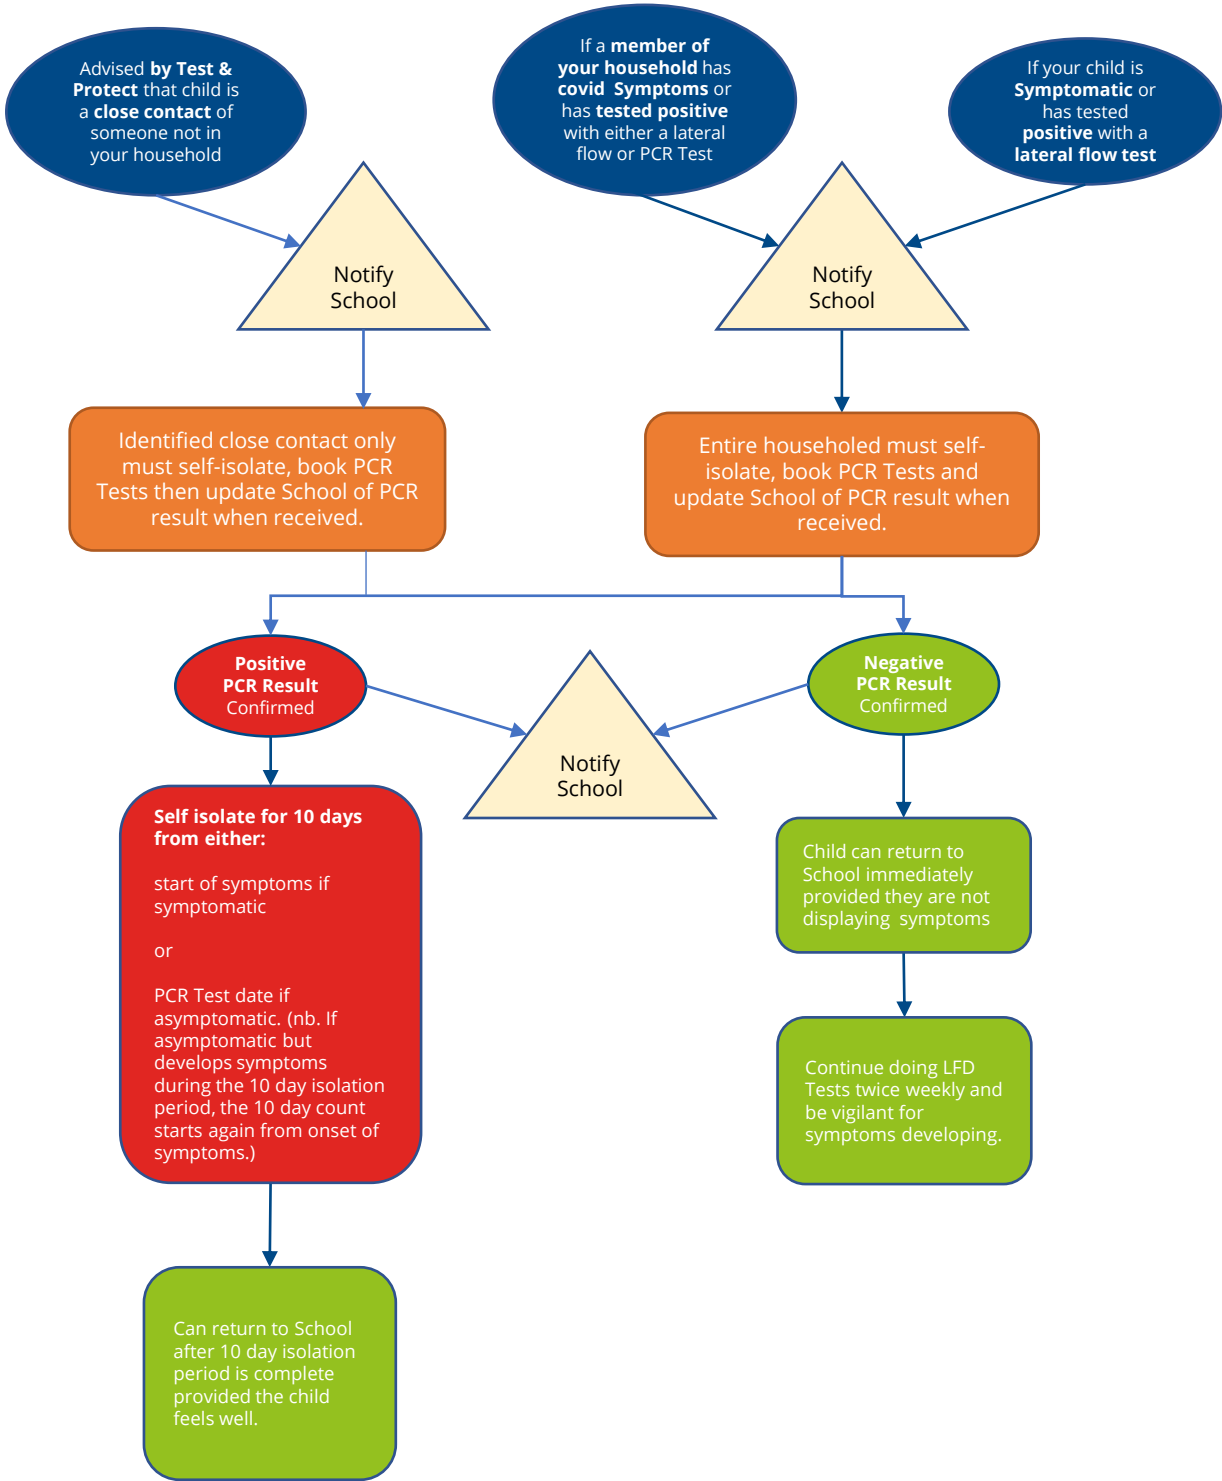 Advised by Test &
Protect that child is
a close contact of
someone not in
your household
If a member of
your household has
covid Symptoms or
has tested positive
with either a lateral
flow or PCR Test
If your child is
Symptomatic or
has tested
positive with a
lateral flow test
Notify
School
Notify
School
Identified close contact only
must self-isolate, book PCR
Tests then update School of PCR
result when received.
Entire householed must self-
isolate, book PCR Tests and
update School of PCR result when
received.
Positive
PCR Result
Confirmed
Negative
PCR Result
Confirmed
Notify
School
Self isolate for 10 days
from either:
start of symptoms if
symptomatic
or
PCR Test date if
asymptomatic. (nb. If
asymptomatic but
develops symptoms
during the 10 day isolation
period, the 10 day count
starts again from onset of
symptoms.)
Child can return to
School immediately
provided they are not
displaying symptoms
Continue doing LFD
Tests twice weekly and
be vigilant for
symptoms developing.
Can return to School
after 10 day isolation
period is complete
provided the child
feels well.